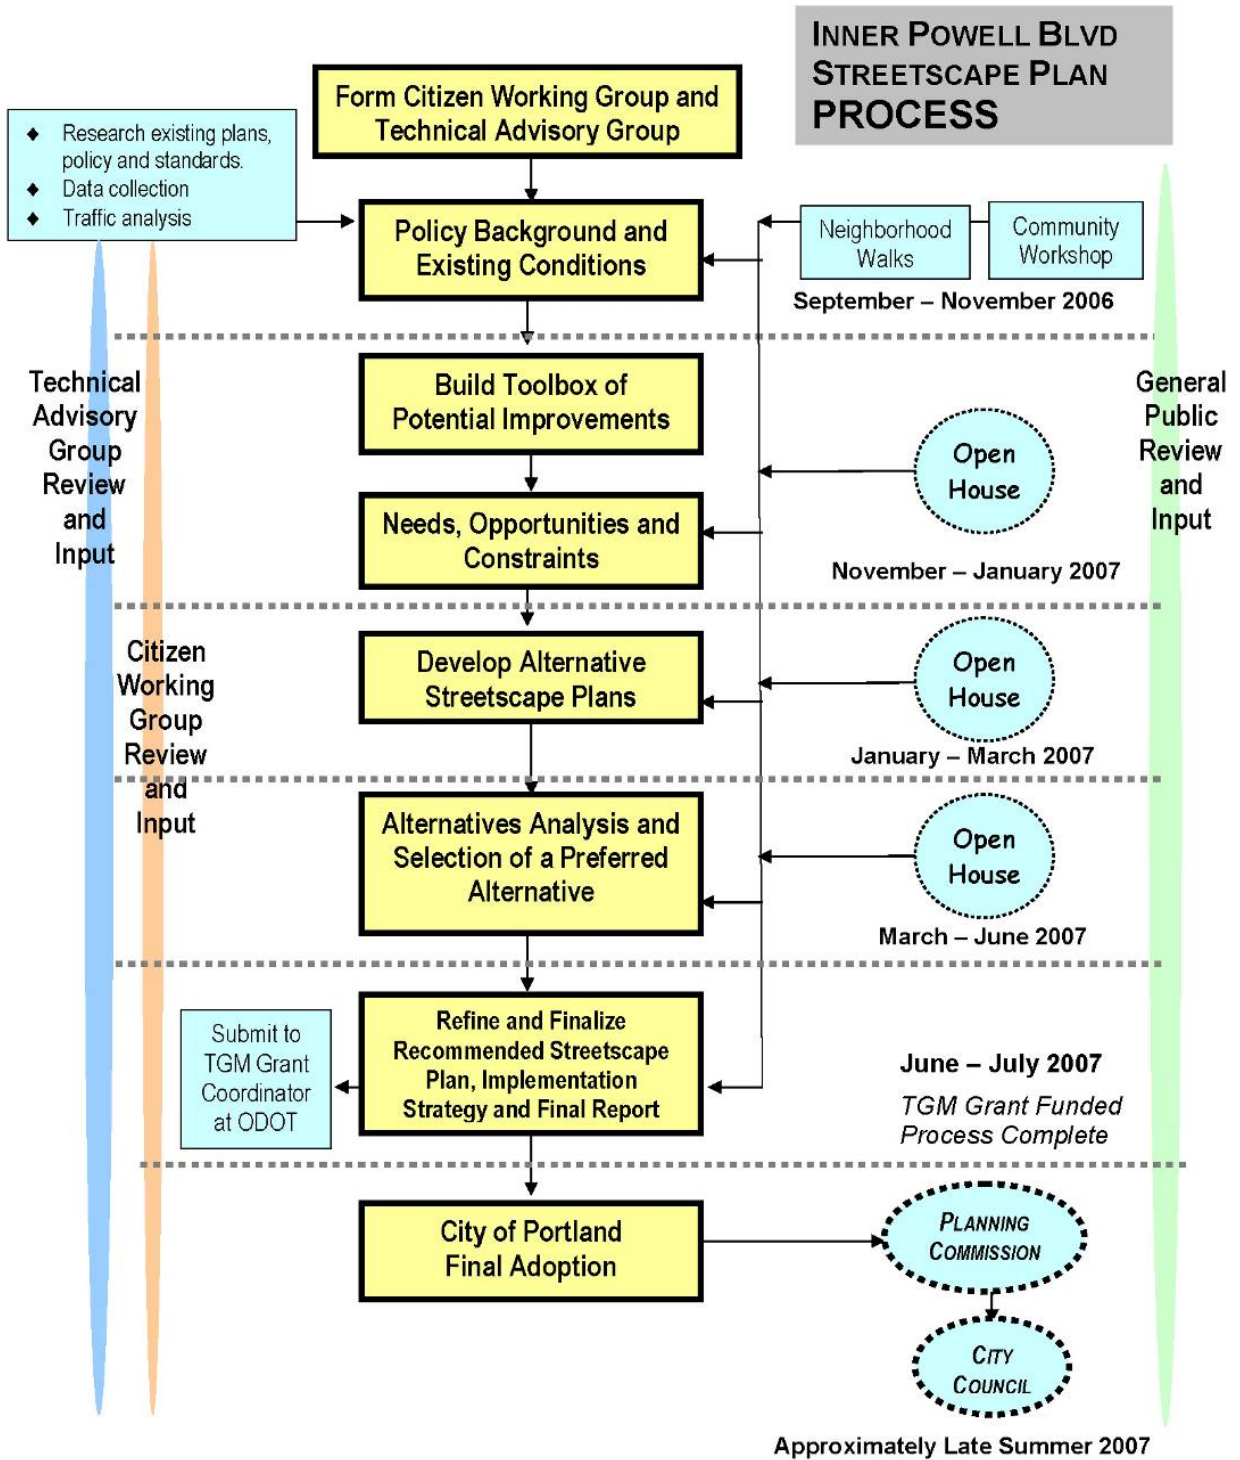 INNER POWELL BLVD
STREETSCAPE PLAN
PROCESS
Form Citizen Working Group and
Technical Advisory Group
◆ Research existing plans,
policy and standards.
◆ Data collection
◆ Traffic analysis
Policy Background and
Existing Conditions
Neighborhood
Walks
Community
Workshop
September – November 2006
Technical
Advisory
Group
Review
and
Input
General
Public
Review
and
Input
Build Toolbox of
Potential Improvements
Open
House
Needs, Opportunities and
Constraints
November – January 2007
Citizen
Working
Group
Review
and
Input
Develop Alternative
Streetscape Plans
Open
House
January – March 2007
Alternatives Analysis and
Selection of a Preferred
Alternative
Open
House
March – June 2007
Submit to
TGM Grant
Coordinator
at ODOT
Refine and Finalize
Recommended Streetscape
Plan, Implementation
Strategy and Final Report
June – July 2007
TGM Grant Funded
Process Complete
City of Portland
Final Adoption
PLANNING
COMMISSION
CITY
COUNCIL
Approximately Late Summer 2007